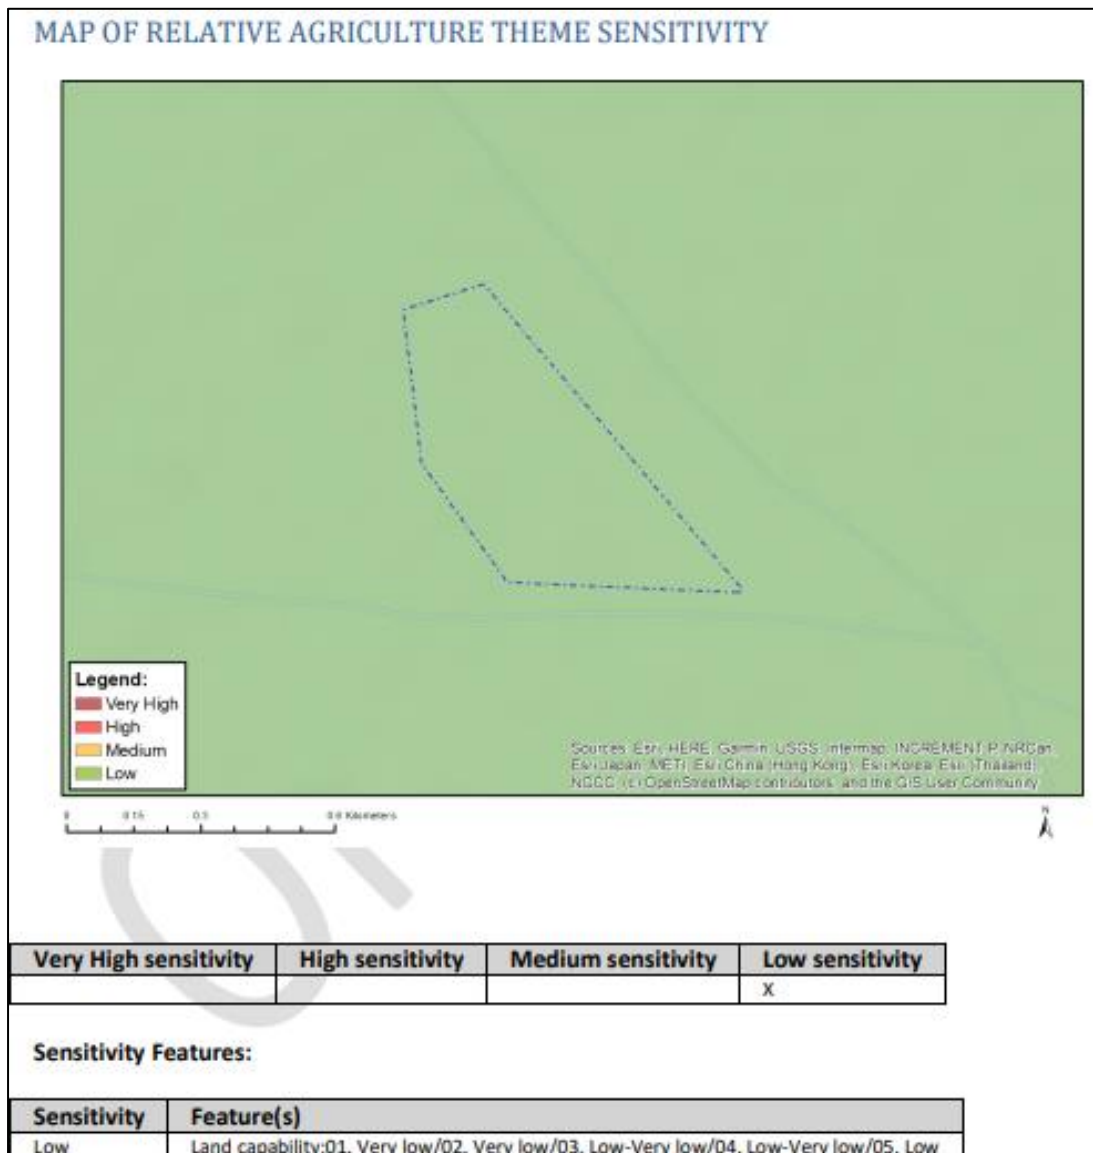 MAP OF RELATIVE AGRICULTURE THEME SENSITIVITY
Legend:
Very High
High
Medium
Low
Sources: Esri, HERE, Garmin, USGS, Intermap, INCREMENT P, NRCan,
Esri Japan, METI, Esri China (Hong Kong), Esri Korea, Esri (Thailand),
NGCC, (c) OpenStreetMap contributors, and the GIS User Community
0 0.15 0.3 0.6 Kilometers
N
Very High sensitivity High sensitivity Medium sensitivity Low sensitivity
X
Sensitivity Features:
Sensitivity Feature(s)
Low Land capability;01. Very low/02. Very low/03. Low-Very low/04. Low-Very low/05. Low